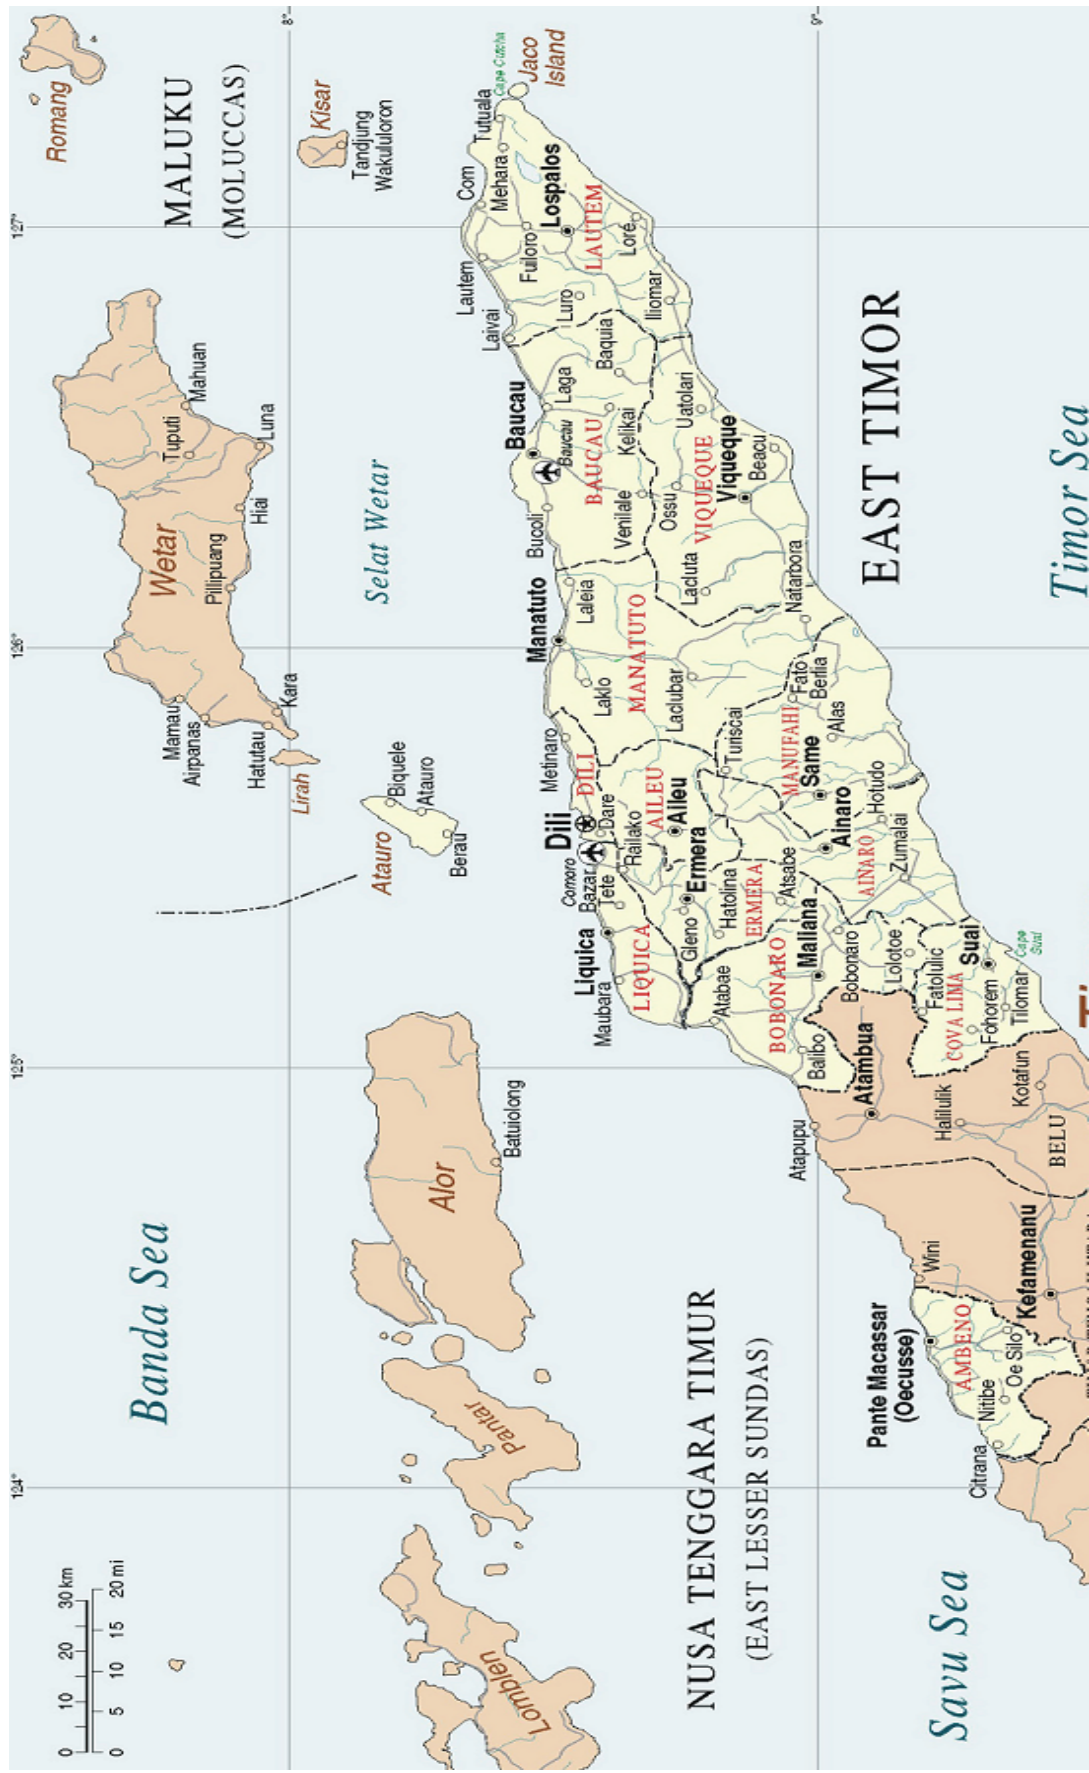 124°
125°
126°
127°
8°
9°
0 10 20 30 km
0 5 10 15 20 mi
Banda Sea
Romang
MALUKU
(MOLUCCAS)
Kisar
Tandjung
Wakululoron
Wetar
Mamau
Airpanas
Hatutau
Kara
Lirah
Pillipuang
Hiai
Tuputi
Mahuan
Luna
Selat Wetar
Atauro
Biquele
Atauro
Berau
Alor
Batuiolong
Pantar
Lomblen
NUSA TENGGARA TIMUR
(EAST LESSER SUNDAS)
Savu Sea
Jaco
Island
Cape Cutcha
Tutuala
Mehara
Com
Lautem
Fuiloro
Lospalos
LAUTEM
Loré
Luro
Iliomar
Laivai
Baucau
Baucau
Laga
Baquia
BAUCAU
Kelikai
Bucoli
Venilale
Uatolari
VIQUEQUE
Viqueque
Beacu
Ossu
Lacluta
Natarbora
Manatuto
Laleia
MANATUTO
Laklo
Laclubar
Metinaro
DILI
Dili
Dare
Comoro
Bazar
Tete
Railako
AILEU
Aileu
Turiscai
MANUFAHI
Fato
Berlia
Alas
Same
Ermera
Gleno
Hatolina
ERMERA
Atsabe
Ainaro
AINARO
Hotudo
Zumalai
Liquica
LIQUICA
Maubara
Atabae
BOBONARO
Maliana
Bobonaro
Balibo
Lolotoe
Fatolulic
COVA LIMA
Fohorem
Suai
Tilomar
Cape
Suai
EAST TIMOR
Timor Sea
Atapupu
Atambua
Halilulik
Kotafun
BELU
Wini
Kefamenanu
Pante Macassar
(Oecusse)
AMBENO
Oe Silo
Nitibe
Citrana